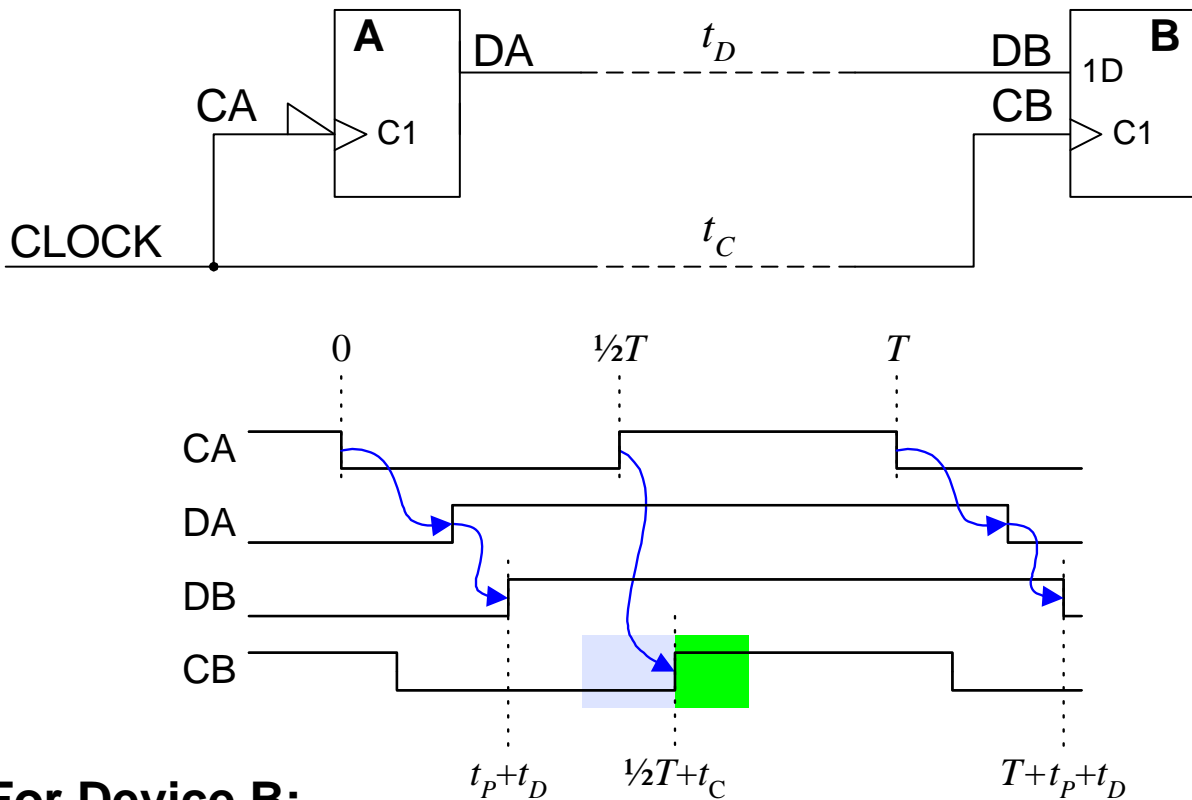 A
B
DA
t_D
DB
1D
CA
CB
C1
C1
CLOCK
t_C
0
½T
T
CA
DA
DB
CB
t_P+t_D
½T+t_C
T+t_P+t_D
For Device B: